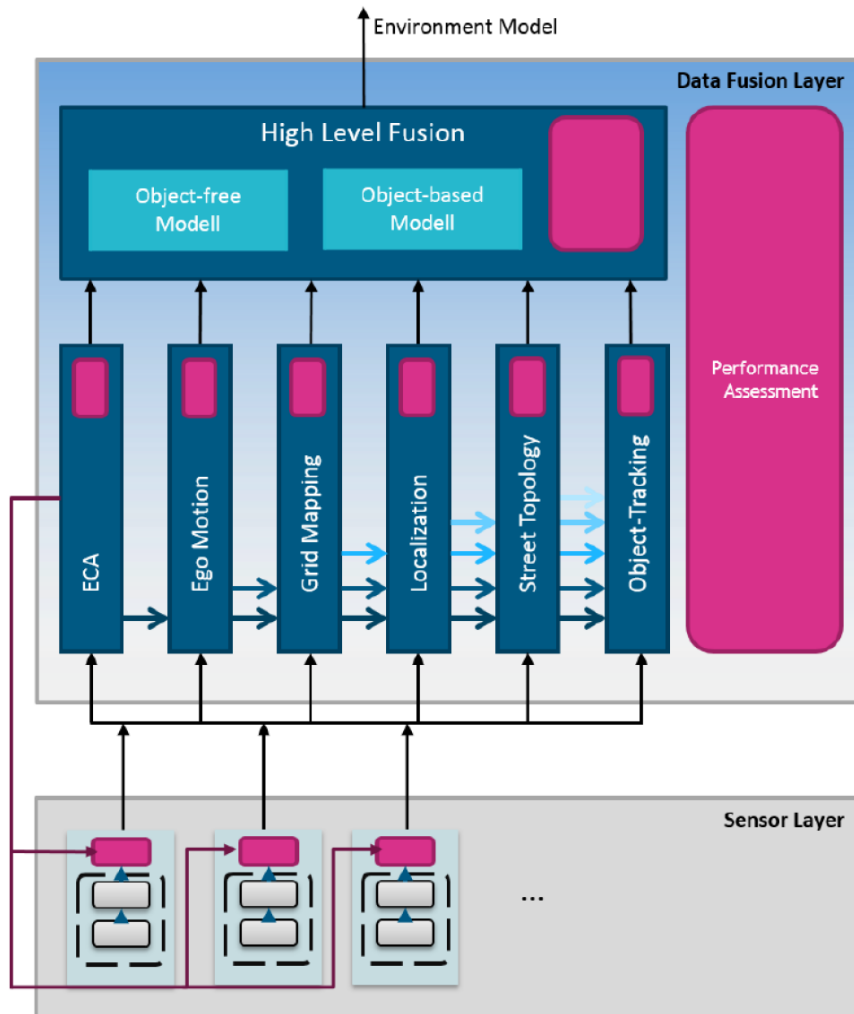 Environment Model
Data Fusion Layer
High Level Fusion
Object-free
Modell
Object-based
Modell
Performance
Assessment
ECA
Ego Motion
Grid Mapping
Localization
Street Topology
Object-Tracking
Sensor Layer
...